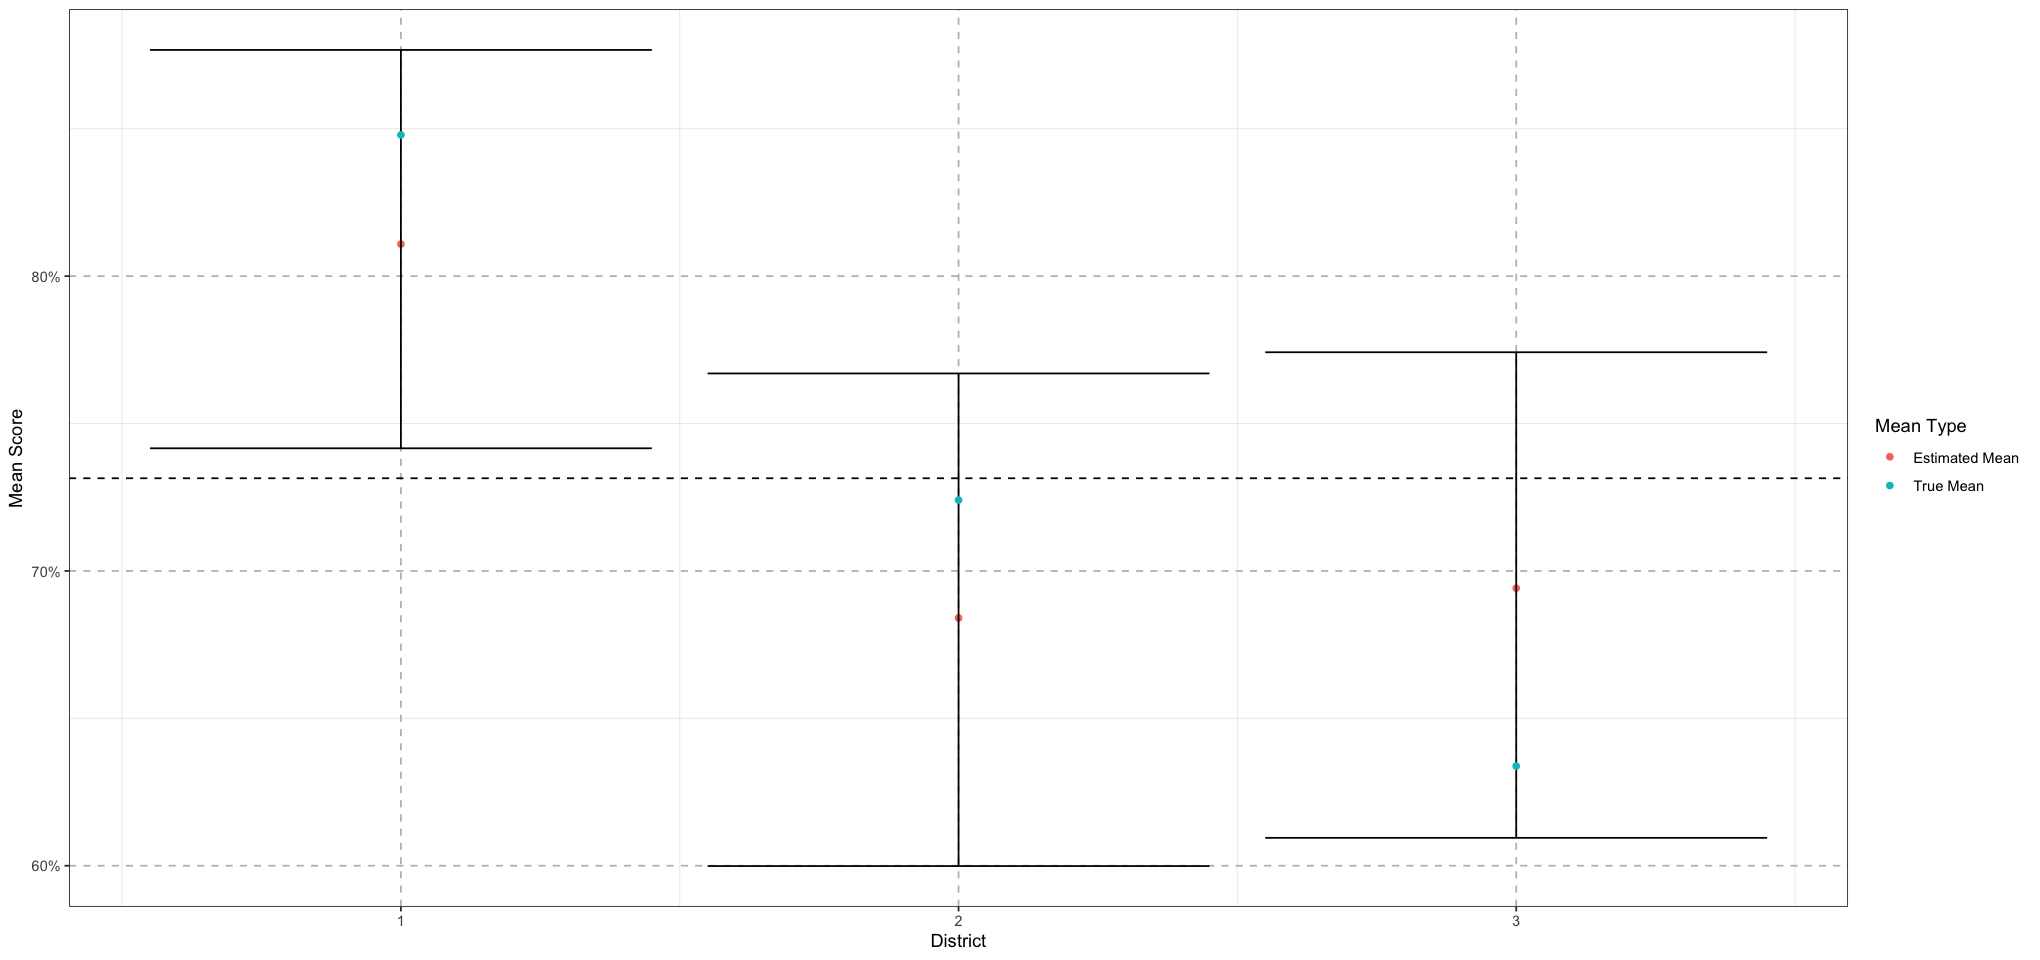 Mean Score
80%
70%
60%
1
2
3
District
Mean Type
Estimated Mean
True Mean